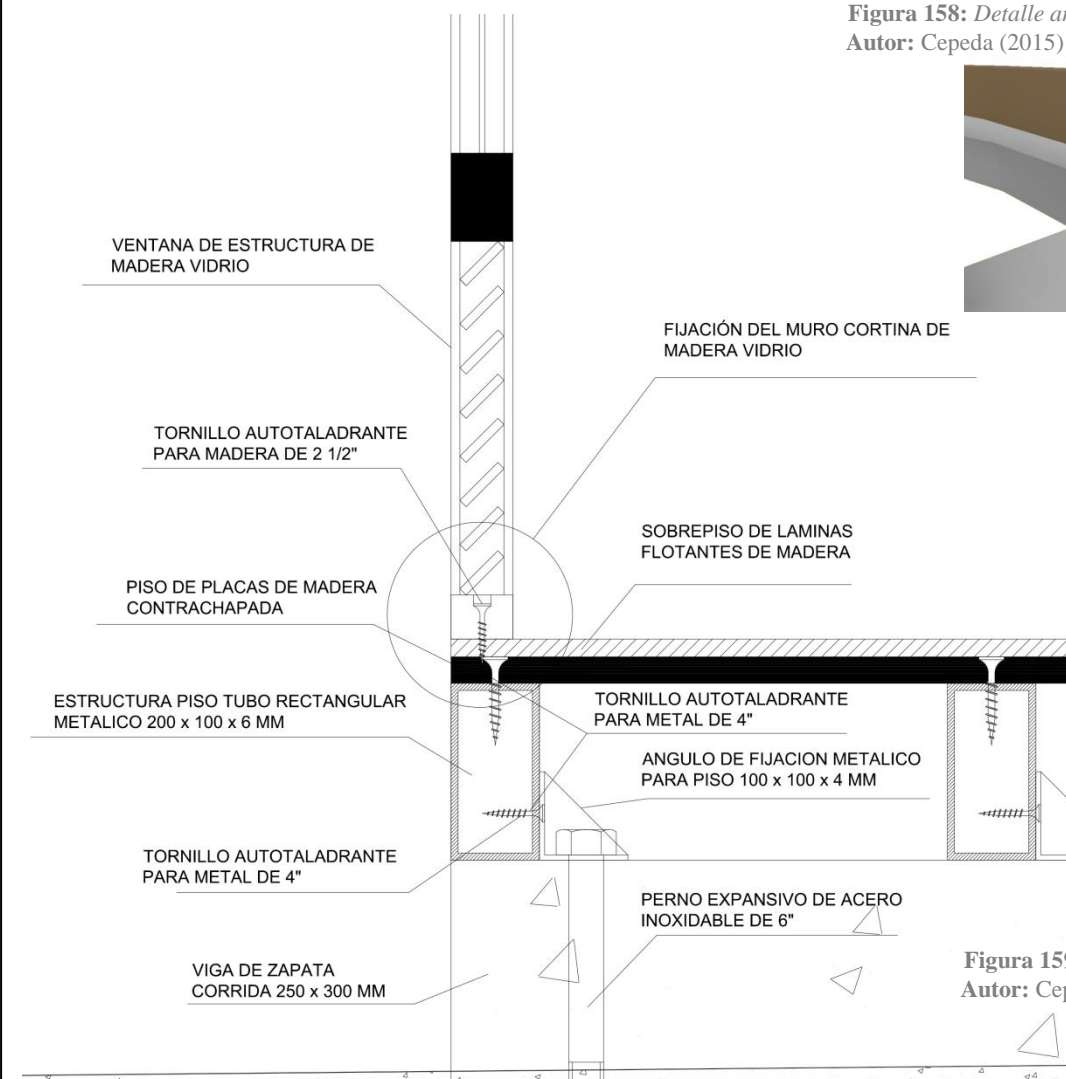 Figura 158: Detalle
Autor: Cepeda (2015)
VENTANA DE ESTRUCTURA DE
MADERA VIDRIO
FIJACIÓN DEL MURO CORTINA DE
MADERA VIDRIO
TORNILLO AUTOTALADRANTE
PARA MADERA DE 2 1/2"
SOBREPISO DE LAMINAS
FLOTANTES DE MADERA
PISO DE PLACAS DE MADERA
CONTRACHAPADA
ESTRUCTURA PISO TUBO RECTANGULAR
METALICO 200 x 100 x 6 MM
TORNILLO AUTOTALADRANTE
PARA METAL DE 4"
ANGULO DE FIJACION METALICO
PARA PISO 100 x 100 x 4 MM
TORNILLO AUTOTALADRANTE
PARA METAL DE 4"
PERNO EXPANSIVO DE ACERO
INOXIDABLE DE 6"
VIGA DE ZAPATA
CORRIDA 250 x 300 MM
Figura 159
Autor: